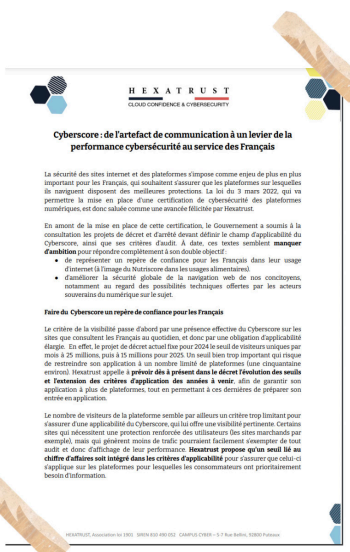 HEXATRUST
CLOUD CONFIDENCE & CYBERSECURITY
Cyberscore : de l'artefact de communication à un levier de la
performance cybersécurité au service des Français
La sécurité des sites internet et des plateformes s'impose comme enjeu de plus en plus
important pour les Français, qui souhaitent s'assurer que les plateformes sur lesquelles
ils naviguent disposent des meilleures protections. La loi du 3 mars 2022, qui va
permettre la mise en place d'une certification de cybersécurité des plateformes
numériques, est donc saluée comme une avancée félicitée par Hexatrust.
En amont de la mise en place de cette certification, le Gouvernement a soumis à la
consultation les projets de décret et d'arrêté devant définir le champ d'applicabilité du
Cyberscore, ainsi que ses critères d'audit. À date, ces textes semblent manquer
d'ambition pour répondre complètement à son double objectif :
● de représenter un repère de confiance pour les Français dans leur usage
d'internet (à l'image du Nutriscore dans les usages alimentaires).
● d'améliorer la sécurité globale de la navigation web de nos concitoyens,
notamment au regard des possibilités techniques offertes par les acteurs
souverains du numérique sur le sujet.
Faire du Cyberscore un repère de confiance pour les Français
Le critère de la visibilité passe d'abord par une présence effective du Cyberscore sur les
sites que consultent les Français au quotidien, et donc par une obligation d'applicabilité
élargie. En effet, le projet de décret actuel fixe pour 2024 le seuil de visiteurs uniques par
mois à 25 millions, puis à 15 millions pour 2025. Un seuil bien trop important qui risque
de restreindre son application à un nombre limité de plateformes (une cinquantaine
environ). Hexatrust appelle à prévoir dès à présent dans le décret l'évolution des seuils
et l'extension des critères d'application des années à venir, afin de garantir son
application à plus de plateformes, tout en permettant à ces dernières de préparer son
entrée en application.
Le nombre de visiteurs de la plateforme semble par ailleurs un critère trop limitant pour
s'assurer d'une applicabilité du Cyberscore, qui lui offre une visibilité pertinente. Certains
sites qui nécessitent une protection renforcée des utilisateurs (les sites marchands par
exemple), mais qui génèrent moins de trafic pourraient facilement s'exempter de tout
audit et donc d'affichage de leur performance. Hexatrust propose qu'un seuil lié au
chiffre d'affaires soit intégré dans les critères d'applicabilité pour s'assurer que celui-ci
s'applique sur les plateformes pour lesquelles les consommateurs ont prioritairement
besoin d'information.
HEXATRUST, Association loi 1901 SIREN 810 490 052 CAMPUS CYBER – 5-7 Rue Bellini, 92800 Puteaux